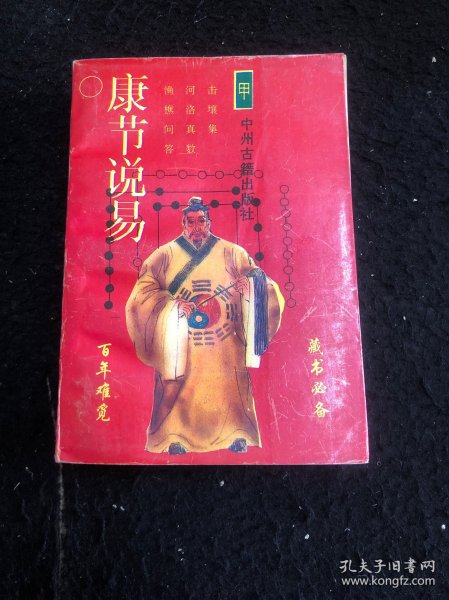 康节说易
击壤集
河洛真数
渔樵问答
甲
中州古籍出版社
百年难觅
藏书必备
孔夫子旧书网
www.kongfz.com